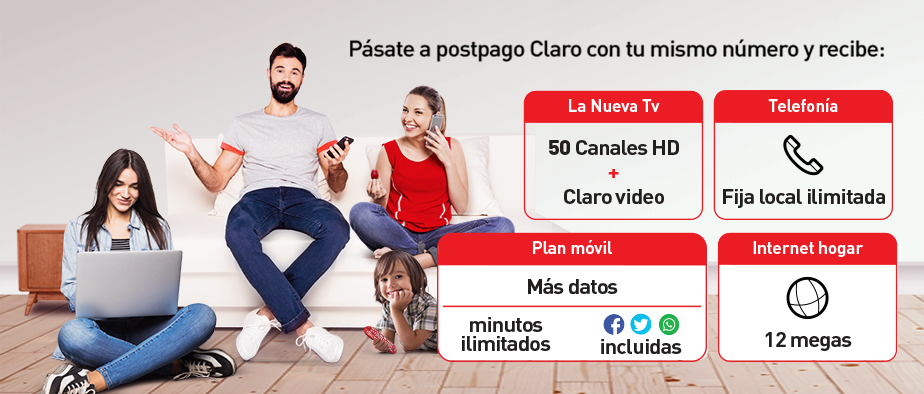 Pásate a postpago Claro con tu mismo número y recibe:
La Nueva Tv
50 Canales HD
+
Claro video
Telefonía
Fija local ilimitada
Plan móvil
Más datos
minutos
ilimitados
incluidas
Internet hogar
12 megas